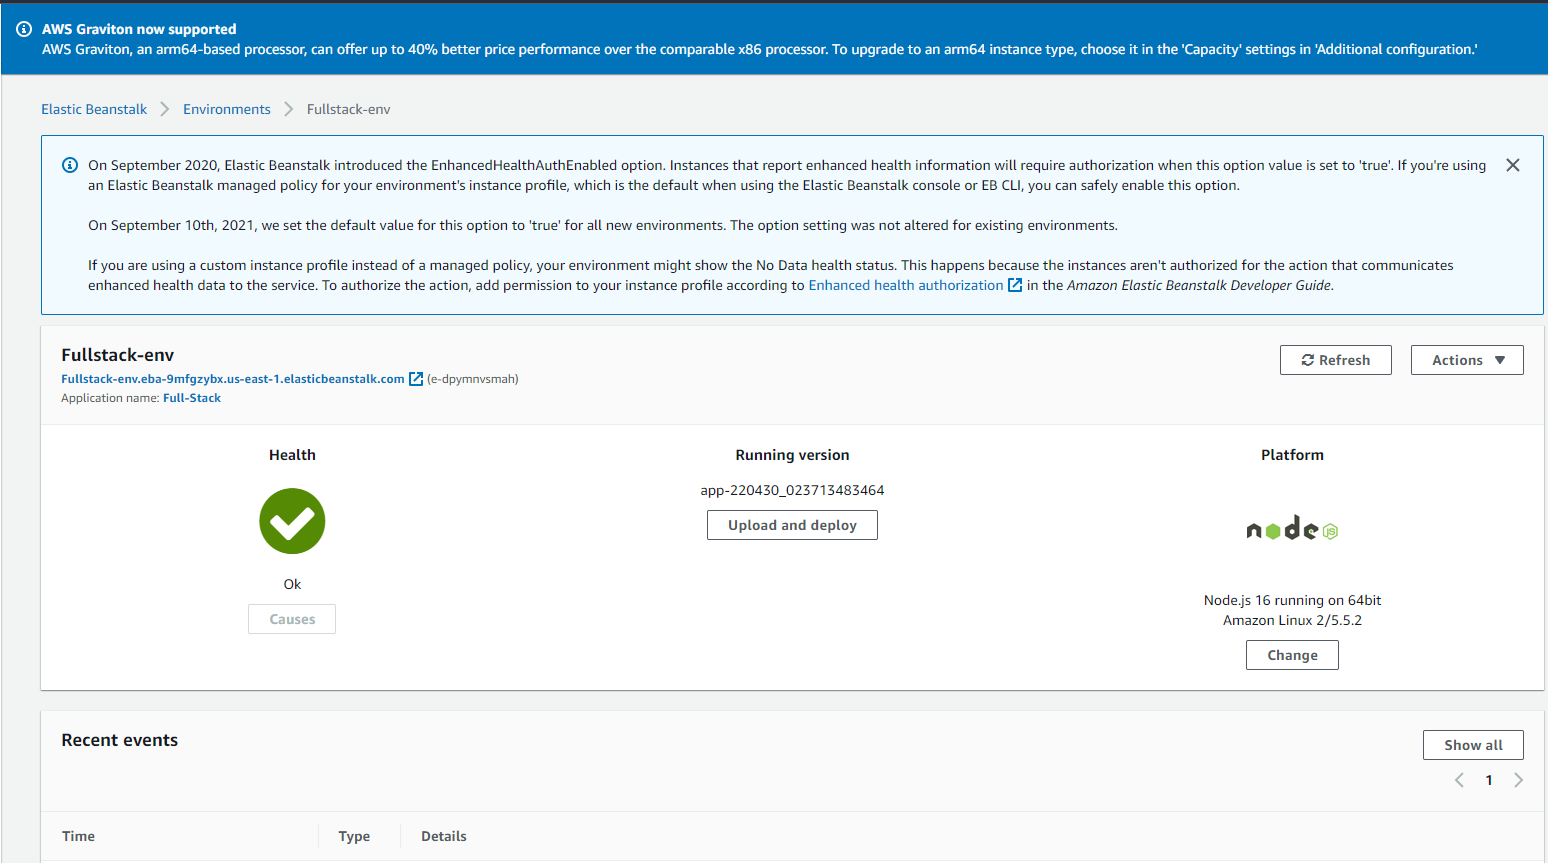 AWS Graviton now supported
AWS Graviton, an arm64-based processor, can offer up to 40% better price performance over the comparable x86 processor. To upgrade to an arm64 instance type, choose it in the 'Capacity' settings in 'Additional configuration.'
Elastic Beanstalk > Environments > Fullstack-env
On September 2020, Elastic Beanstalk introduced the EnhancedHealthAuthEnabled option. Instances that report enhanced health information will require authorization when this option value is set to 'true'. If you're using
an Elastic Beanstalk managed policy for your environment's instance profile, which is the default when using the Elastic Beanstalk console or EB CLI, you can safely enable this option.
On September 10th, 2021, we set the default value for this option to 'true' for all new environments. The option setting was not altered for existing environments.
If you are using a custom instance profile instead of a managed policy, your environment might show the No Data health status. This happens because the instances aren't authorized for the action that communicates
enhanced health data to the service. To authorize the action, add permission to your instance profile according to Enhanced health authorization in the Amazon Elastic Beanstalk Developer Guide.
Fullstack-env
Refresh
Actions
Fullstack-env.eba-9mfgzybx.us-east-1.elasticbeanstalk.com (e-dpymnvsmah)
Application name: Full-Stack
Health
Ok
Causes
Running version
app-220430_023713483464
Upload and deploy
Platform
node JS
Node.js 16 running on 64bit
Amazon Linux 2/5.5.2
Change
Recent events
Show all
1
Time
Type
Details